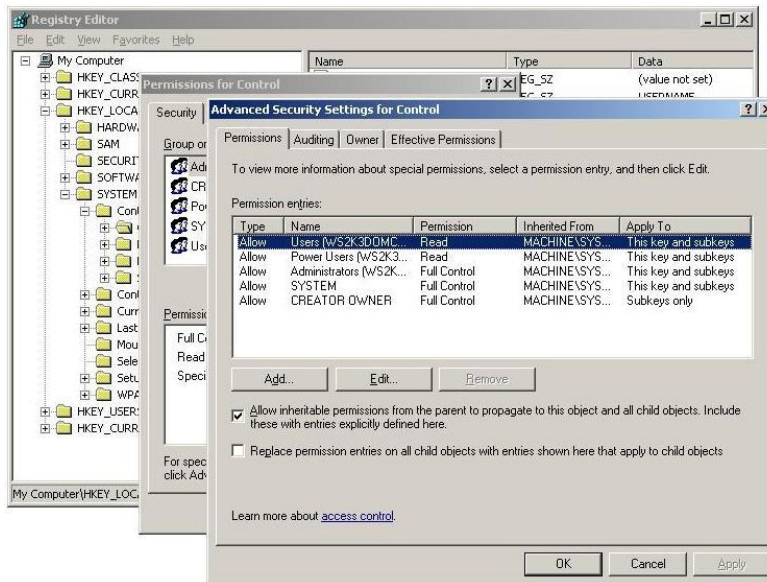 Registry Editor
File Edit View Favorites Help
My Computer
HKEY_CLAS
HKEY_CURR
HKEY_LOCA
HARDW
SAM
SECURIT
SOFTWA
SYSTEM
Cont
Cont
Curr
Last
Mou
Sele
Setu
WPA
HKEY_USER
HKEY_CURR
My Computer\HKEY_LOC
Name Type Data
EG_SZ (value not set)
EG_SZ USERNAME
Permissions for Control
Security
Group or
Adr
CR
Po
SY
Use
Permissio
Full C
Read
Speci
For spec
click Adv
Advanced Security Settings for Control
Permissions Auditing Owner Effective Permissions
To view more information about special permissions, select a permission entry, and then click Edit.
Permission entries:
Type Name Permission Inherited From Apply To
Allow Users (WS2K3DOMC... Read MACHINE\SYS... This key and subkeys
Allow Power Users (WS2K3... Read MACHINE\SYS... This key and subkeys
Allow Administrators (WS2K... Full Control MACHINE\SYS... This key and subkeys
Allow SYSTEM Full Control MACHINE\SYS... This key and subkeys
Allow CREATOR OWNER Full Control MACHINE\SYS... Subkeys only
Add... Edit... Remove
Allow inheritable permissions from the parent to propagate to this object and all child objects. Include
these with entries explicitly defined here.
Replace permission entries on all child objects with entries shown here that apply to child objects
Learn more about access control.
OK Cancel Apply